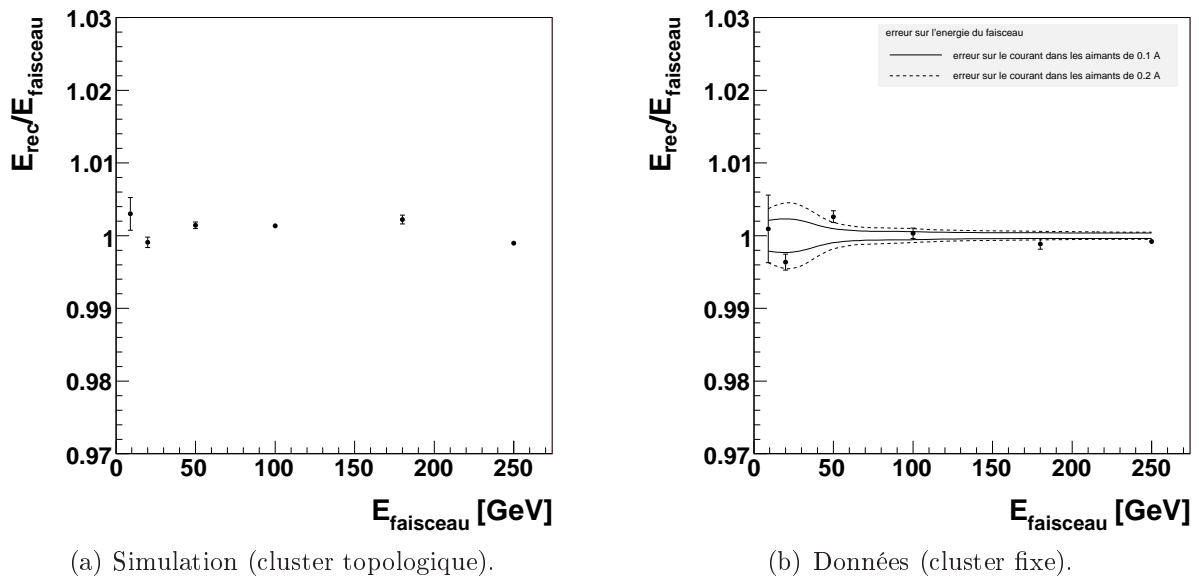 E_rec/E_faisceau
1.03
1.02
1.01
1
0.99
0.98
0.97
0 50 100 150 200 250
E_faisceau [GeV]
(a) Simulation (cluster topologique).
E_rec/E_faisceau
1.03
1.02
1.01
1
0.99
0.98
0.97
0 50 100 150 200 250
E_faisceau [GeV]
erreur sur l'energie du faisceau
erreur sur le courant dans les aimants de 0.1 A
erreur sur le courant dans les aimants de 0.2 A
(b) Données (cluster fixe).